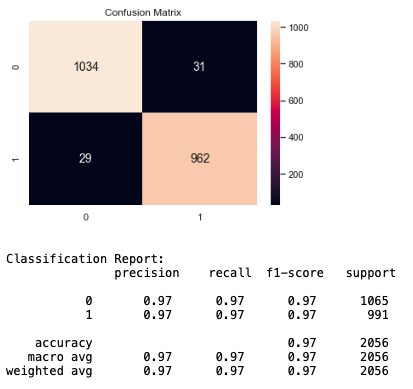 Confusion Matrix
0 1034 31
1 29 962
0 1
1000
800
600
400
200
Classification Report:
precision recall f1-score support
0 0.97 0.97 0.97 1065
1 0.97 0.97 0.97 991
accuracy 0.97 2056
macro avg 0.97 0.97 0.97 2056
weighted avg 0.97 0.97 0.97 2056